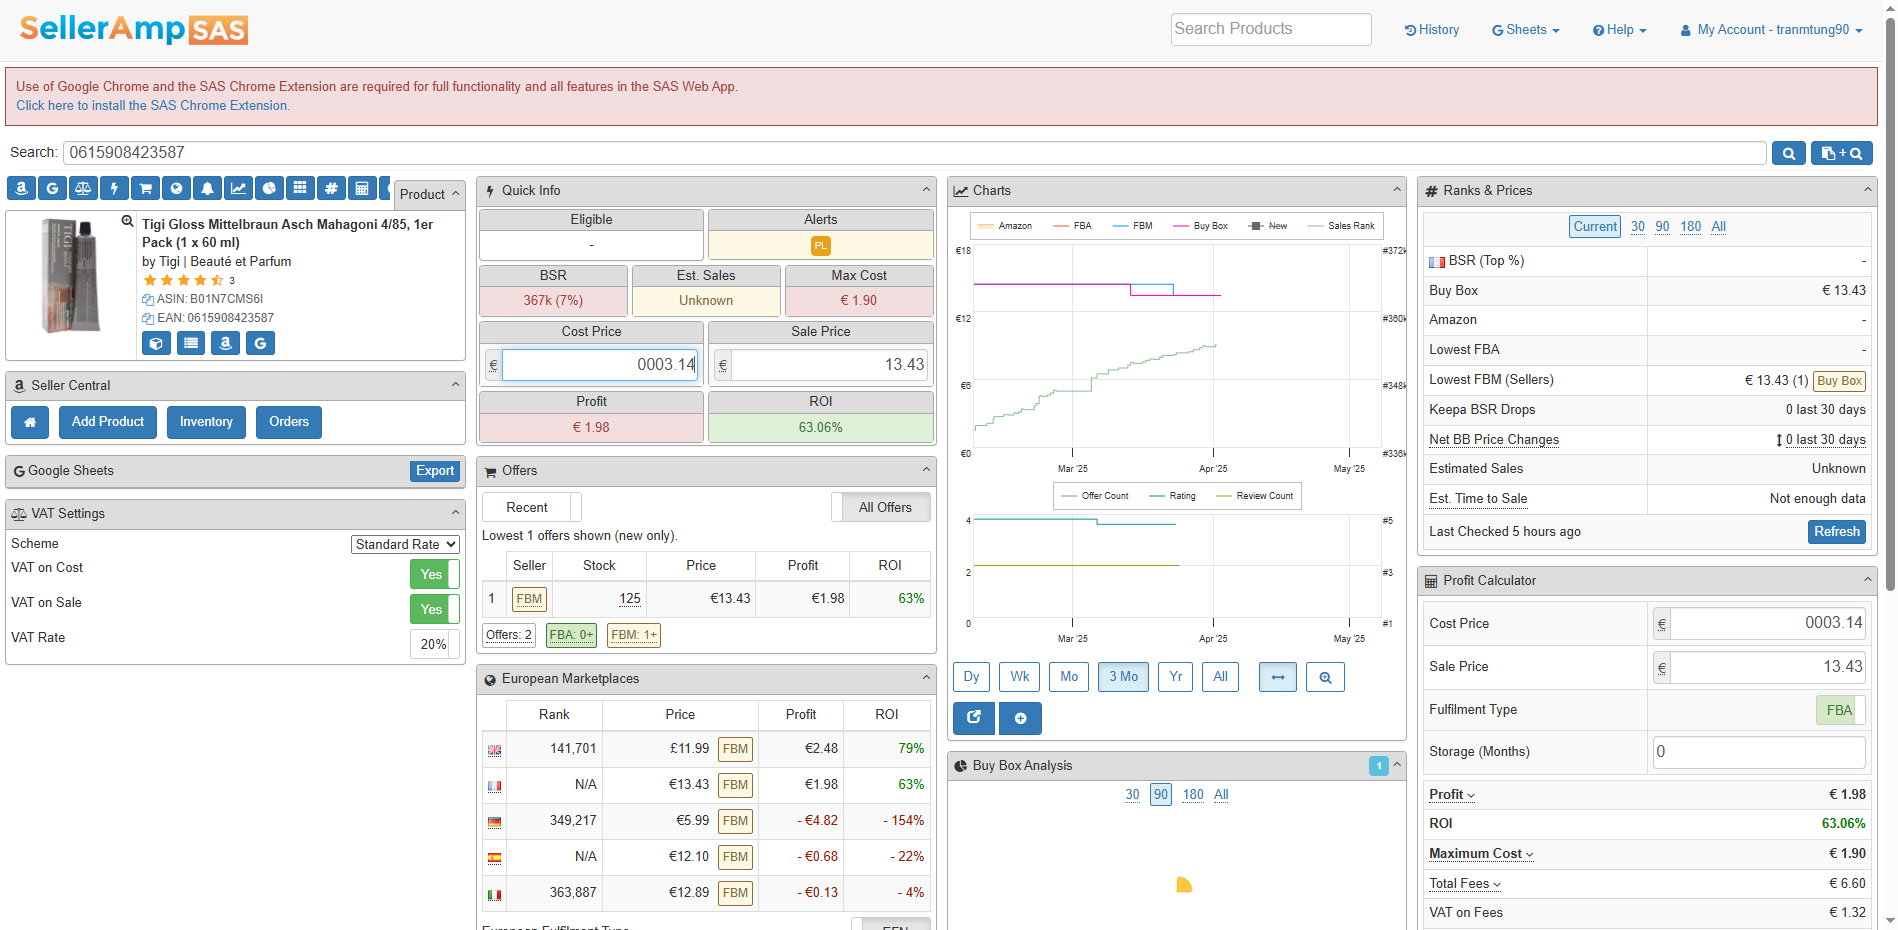 SellerAmp SAS
Search Products
History
Sheets
Help
My Account - tranmtung90
Use of Google Chrome and the SAS Chrome Extension are required for full functionality and all features in the SAS Web App.
Click here to install the SAS Chrome Extension.
Search: 0615908423587
+
Product
Tigi Gloss Mittelbraun Asch Mahagoni 4/85, 1er
Pack (1 x 60 ml)
by Tigi | Beauté et Parfum
3
ASIN: B01N7CMS6I
EAN: 0615908423587
TIGI
Seller Central
Add Product
Inventory
Orders
Google Sheets
Export
VAT Settings
Scheme Standard Rate
VAT on Cost Yes
VAT on Sale Yes
VAT Rate 20%
Quick Info
Eligible Alerts
- PL
BSR Est. Sales Max Cost
367k (7%) Unknown € 1.90
Cost Price Sale Price
€ 0003.14 € 13.43
Profit ROI
€ 1.98 63.06%
Offers
Recent All Offers
Lowest 1 offers shown (new only).
Seller Stock Price Profit ROI
1 FBM 125 €13.43 €1.98 63%
Offers: 2 FBA: 0+ FBM: 1+
European Marketplaces
Rank Price Profit ROI
141,701 £11.99 FBM €2.48 79%
N/A €13.43 FBM €1.98 63%
349,217 €5.99 FBM - €4.82 - 154%
N/A €12.10 FBM - €0.68 - 22%
363,887 €12.89 FBM - €0.13 - 4%
European Fulfilment Type EFN
Charts
Amazon FBA FBM Buy Box New Sales Rank
€18 #372k
€12 #360k
€6 #348k
€0 #336k
Mar '25 Apr '25 May '25
Offer Count Rating Review Count
4 #5
2 #3
0 #1
Mar '25 Apr '25 May '25
Dy Wk Mo 3 Mo Yr All
Buy Box Analysis 1
30 90 180 All
Ranks & Prices
Current 30 90 180 All
BSR (Top %) -
Buy Box € 13.43
Amazon -
Lowest FBA -
Lowest FBM (Sellers) € 13.43 (1) Buy Box
Keepa BSR Drops 0 last 30 days
Net BB Price Changes 0 last 30 days
Estimated Sales Unknown
Est. Time to Sale Not enough data
Last Checked 5 hours ago Refresh
Profit Calculator
Cost Price € 0003.14
Sale Price € 13.43
Fulfilment Type FBA
Storage (Months) 0
Profit € 1.98
ROI 63.06%
Maximum Cost € 1.90
Total Fees € 6.60
VAT on Fees € 1.32